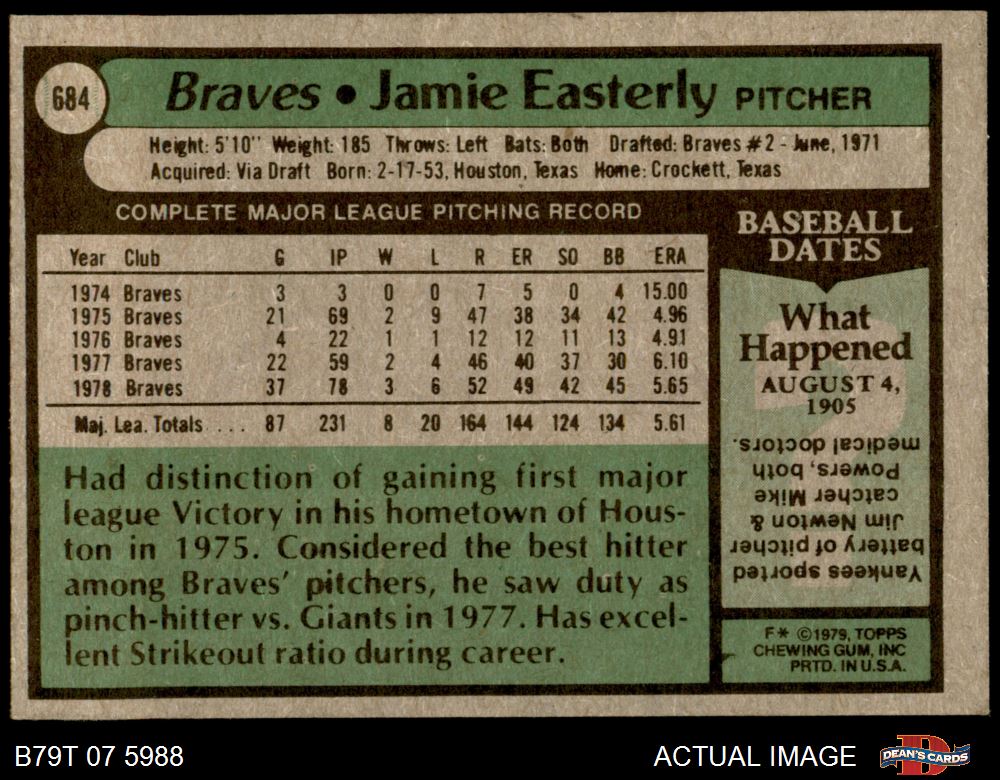 684
Braves • Jamie Easterly PITCHER
Height: 5'10" Weight: 185 Throws: Left Bats: Both Drafted: Braves #2 - June, 1971
Acquired: Via Draft Born: 2-17-53, Houston, Texas Home: Crockett, Texas
COMPLETE MAJOR LEAGUE PITCHING RECORD
Year Club G IP W L R ER SO BB ERA
1974 Braves 3 3 0 0 7 5 0 4 15.00
1975 Braves 21 69 2 9 47 38 34 42 4.96
1976 Braves 4 22 1 1 12 12 11 13 4.91
1977 Braves 22 59 2 4 46 40 37 30 6.10
1978 Braves 37 78 3 6 52 49 42 45 5.65
Maj. Lea. Totals ... 87 231 8 20 164 144 124 134 5.61
Had distinction of gaining first major
league Victory in his hometown of Hous-
ton in 1975. Considered the best hitter
among Braves' pitchers, he saw duty as
pinch-hitter vs. Giants in 1977. Has excel-
lent Strikeout ratio during career.
BASEBALL
DATES
What
Happened
AUGUST 4,
1905
Yankees sported
battery of pitcher
Jim Newton &
catcher Mike
Powers, both
medical doctors.
F* ©1979, TOPPS
CHEWING GUM, INC
PRTD. IN U.S.A.
B79T 07 5988
ACTUAL IMAGE
DEAN'S CARDS